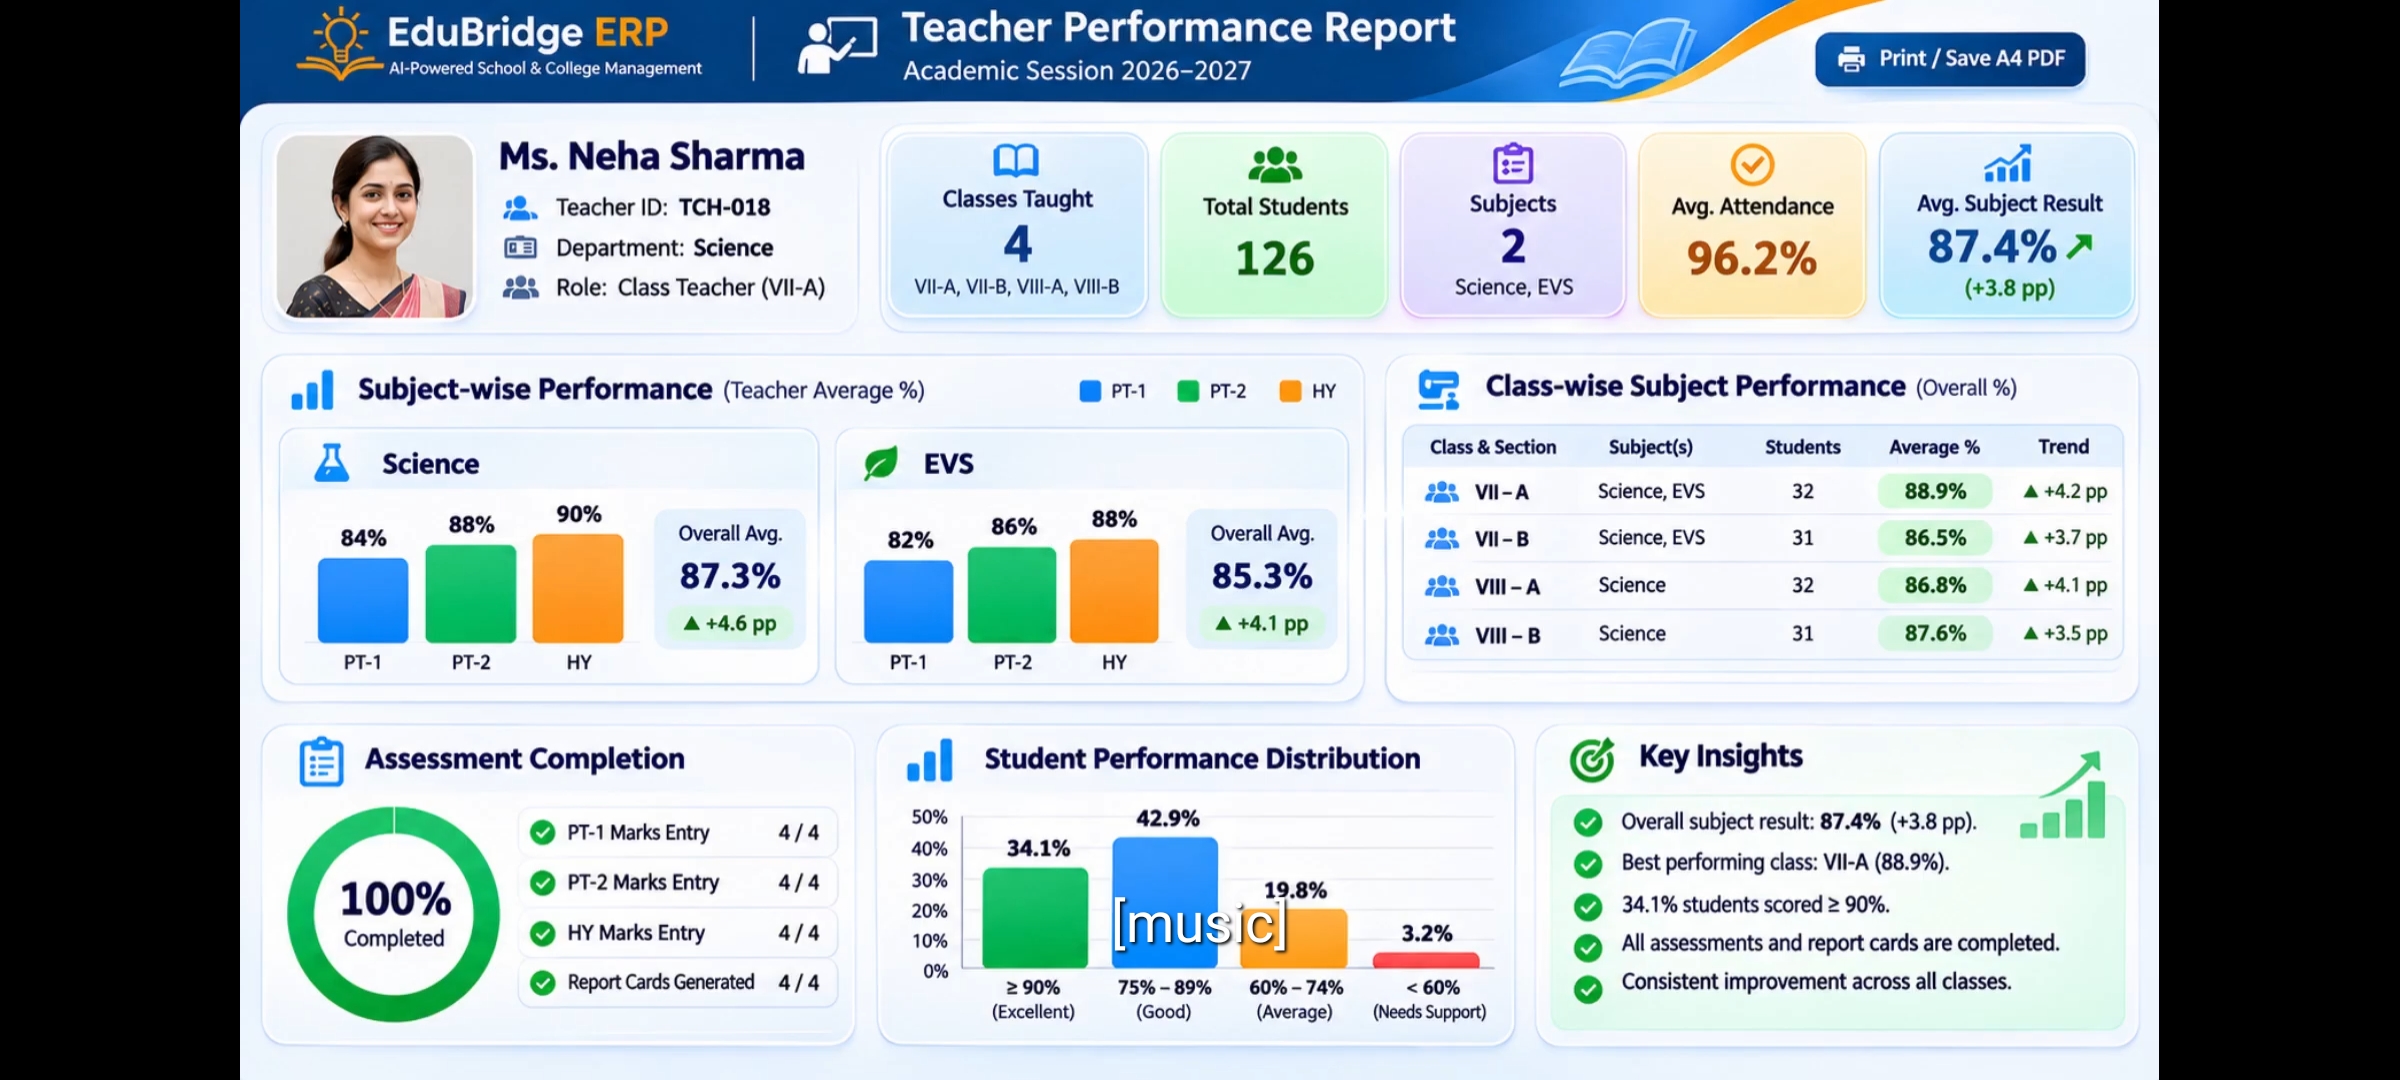 EduBridge ERP
AI-Powered School & College Management
Teacher Performance Report
Academic Session 2026–2027
Print / Save A4 PDF
Ms. Neha Sharma
Teacher ID: TCH-018
Department: Science
Role: Class Teacher (VII-A)
Classes Taught
4
VII-A, VII-B, VIII-A, VIII-B
Total Students
126
Subjects
2
Science, EVS
Avg. Attendance
96.2%
Avg. Subject Result
87.4%
(+3.8 pp)
Subject-wise Performance (Teacher Average %)
PT-1 PT-2 HY
Science
84% 88% 90%
PT-1 PT-2 HY
Overall Avg.
87.3%
▲ +4.6 pp
EVS
82% 86% 88%
PT-1 PT-2 HY
Overall Avg.
85.3%
▲ +4.1 pp
Class-wise Subject Performance (Overall %)
Class & Section Subject(s) Students Average % Trend
VII – A Science, EVS 32 88.9% ▲ +4.2 pp
VII – B Science, EVS 31 86.5% ▲ +3.7 pp
VIII – A Science 32 86.8% ▲ +4.1 pp
VIII – B Science 31 87.6% ▲ +3.5 pp
Assessment Completion
100%
Completed
PT-1 Marks Entry 4 / 4
PT-2 Marks Entry 4 / 4
HY Marks Entry 4 / 4
Report Cards Generated 4 / 4
Student Performance Distribution
50%
40%
30%
20%
10%
0%
34.1% 42.9% 19.8% 3.2%
≥ 90% 75% – 89% 60% – 74% < 60%
(Excellent) (Good) (Average) (Needs Support)
[music]
Key Insights
Overall subject result: 87.4% (+3.8 pp).
Best performing class: VII-A (88.9%).
34.1% students scored ≥ 90%.
All assessments and report cards are completed.
Consistent improvement across all classes.